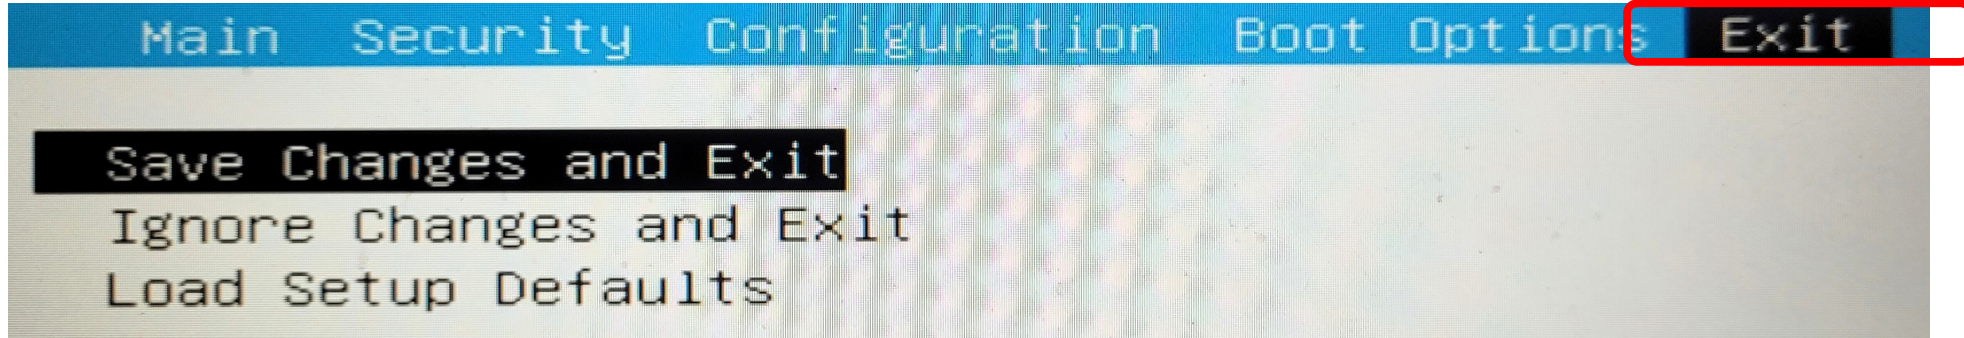 Main Security Configuration Boot Options Exit
Save Changes and Exit
Ignore Changes and Exit
Load Setup Defaults